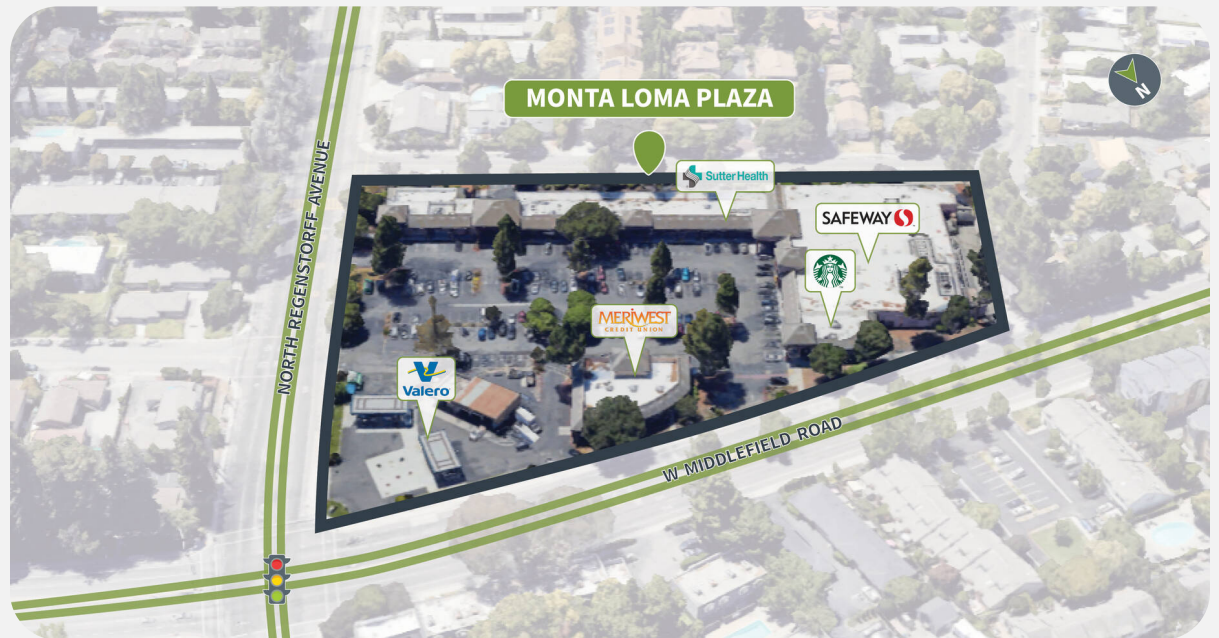 MONTA LOMA PLAZA
N
Sutter Health
SAFEWAY
MERIWEST
CREDIT UNION
Valero
NORTH REGENSTORFF AVENUE
W MIDDLEFIELD ROAD